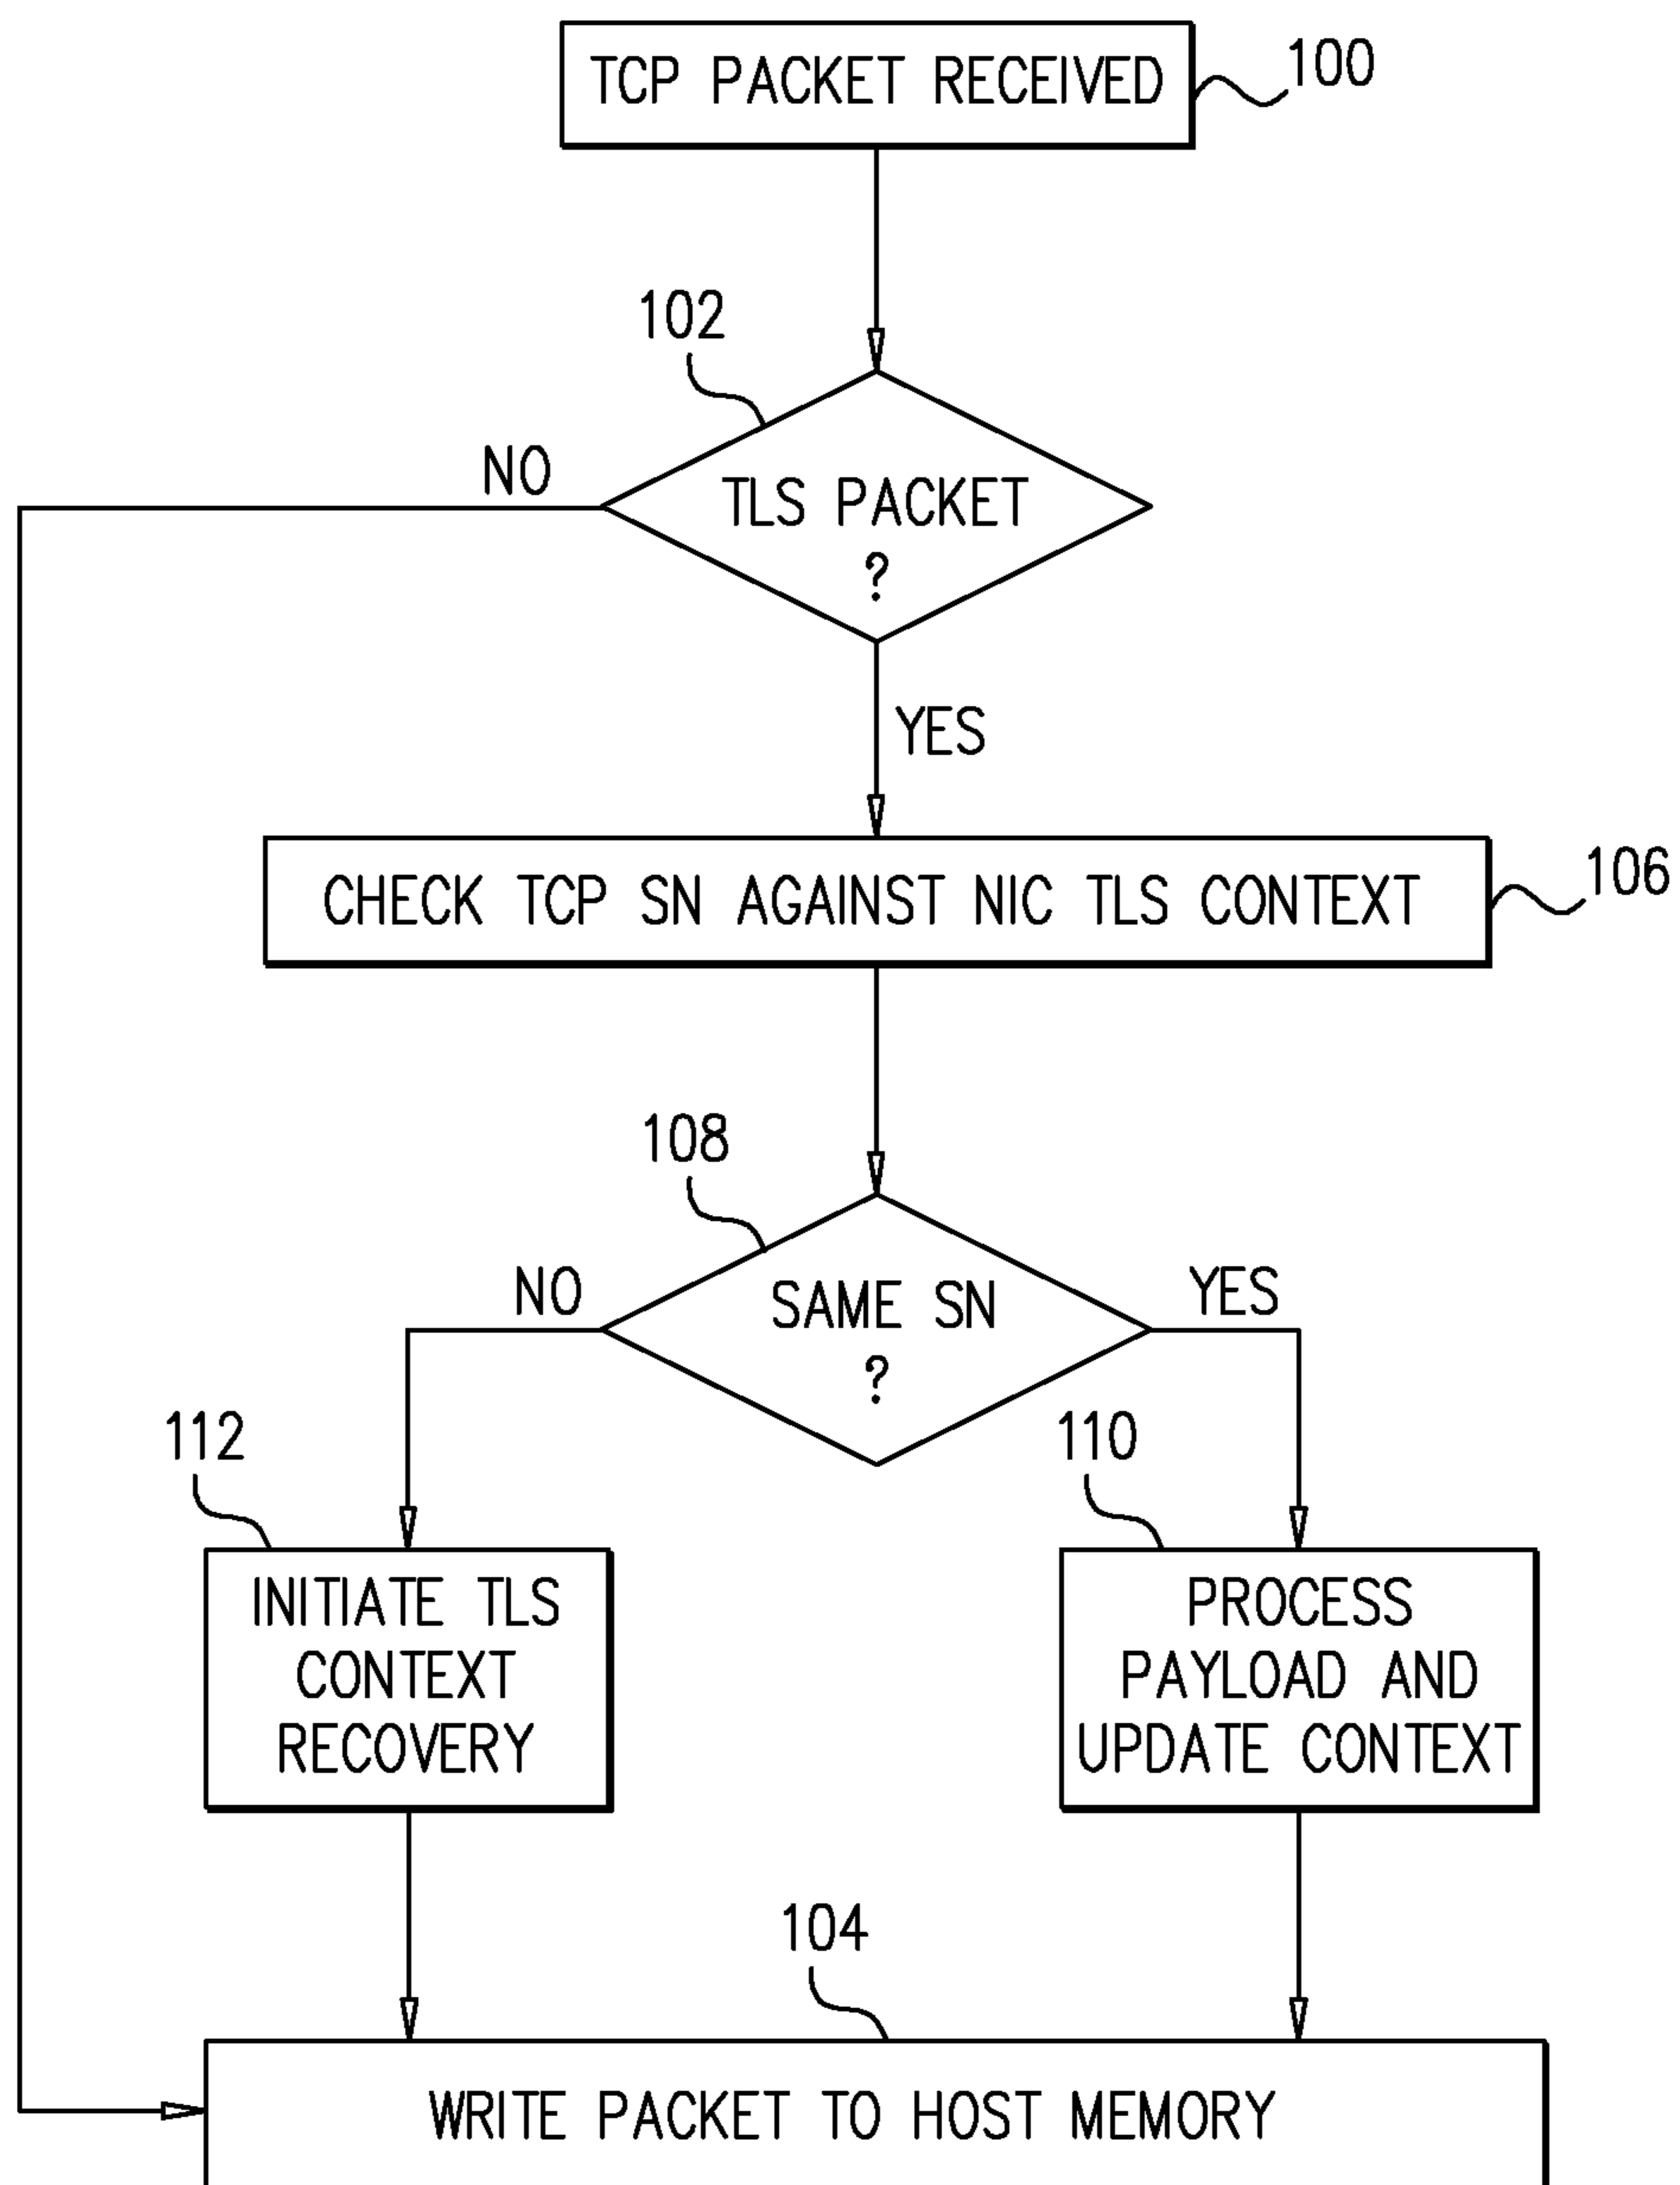 TCP PACKET RECEIVED
100
102
NO
TLS PACKET
?
YES
CHECK TCP SN AGAINST NIC TLS CONTEXT
106
108
NO
SAME SN
?
YES
112
INITIATE TLS
CONTEXT
RECOVERY
110
PROCESS
PAYLOAD AND
UPDATE CONTEXT
104
WRITE PACKET TO HOST MEMORY